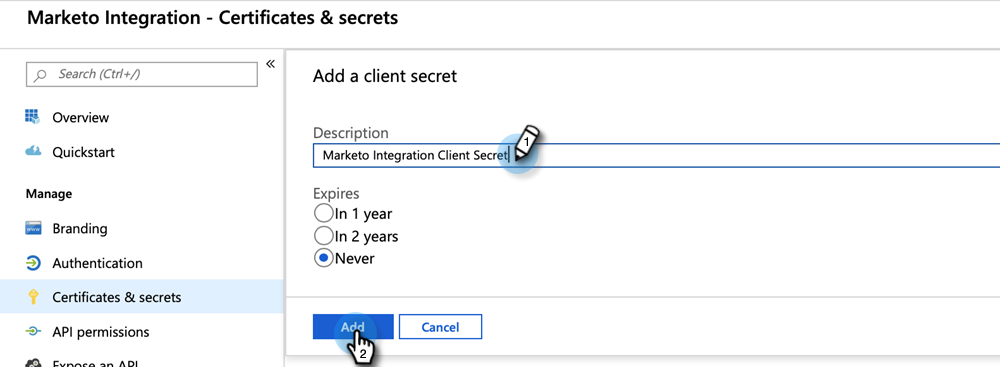 Marketo Integration - Certificates & secrets
Search (Ctrl+/)
«
Overview
Quickstart
Manage
www
Branding
Authentication
Certificates & secrets
API permissions
Expose an API
Add a client secret
Description
Marketo Integration Client Secret
1
Expires
In 1 year
In 2 years
Never
Add
Cancel
2